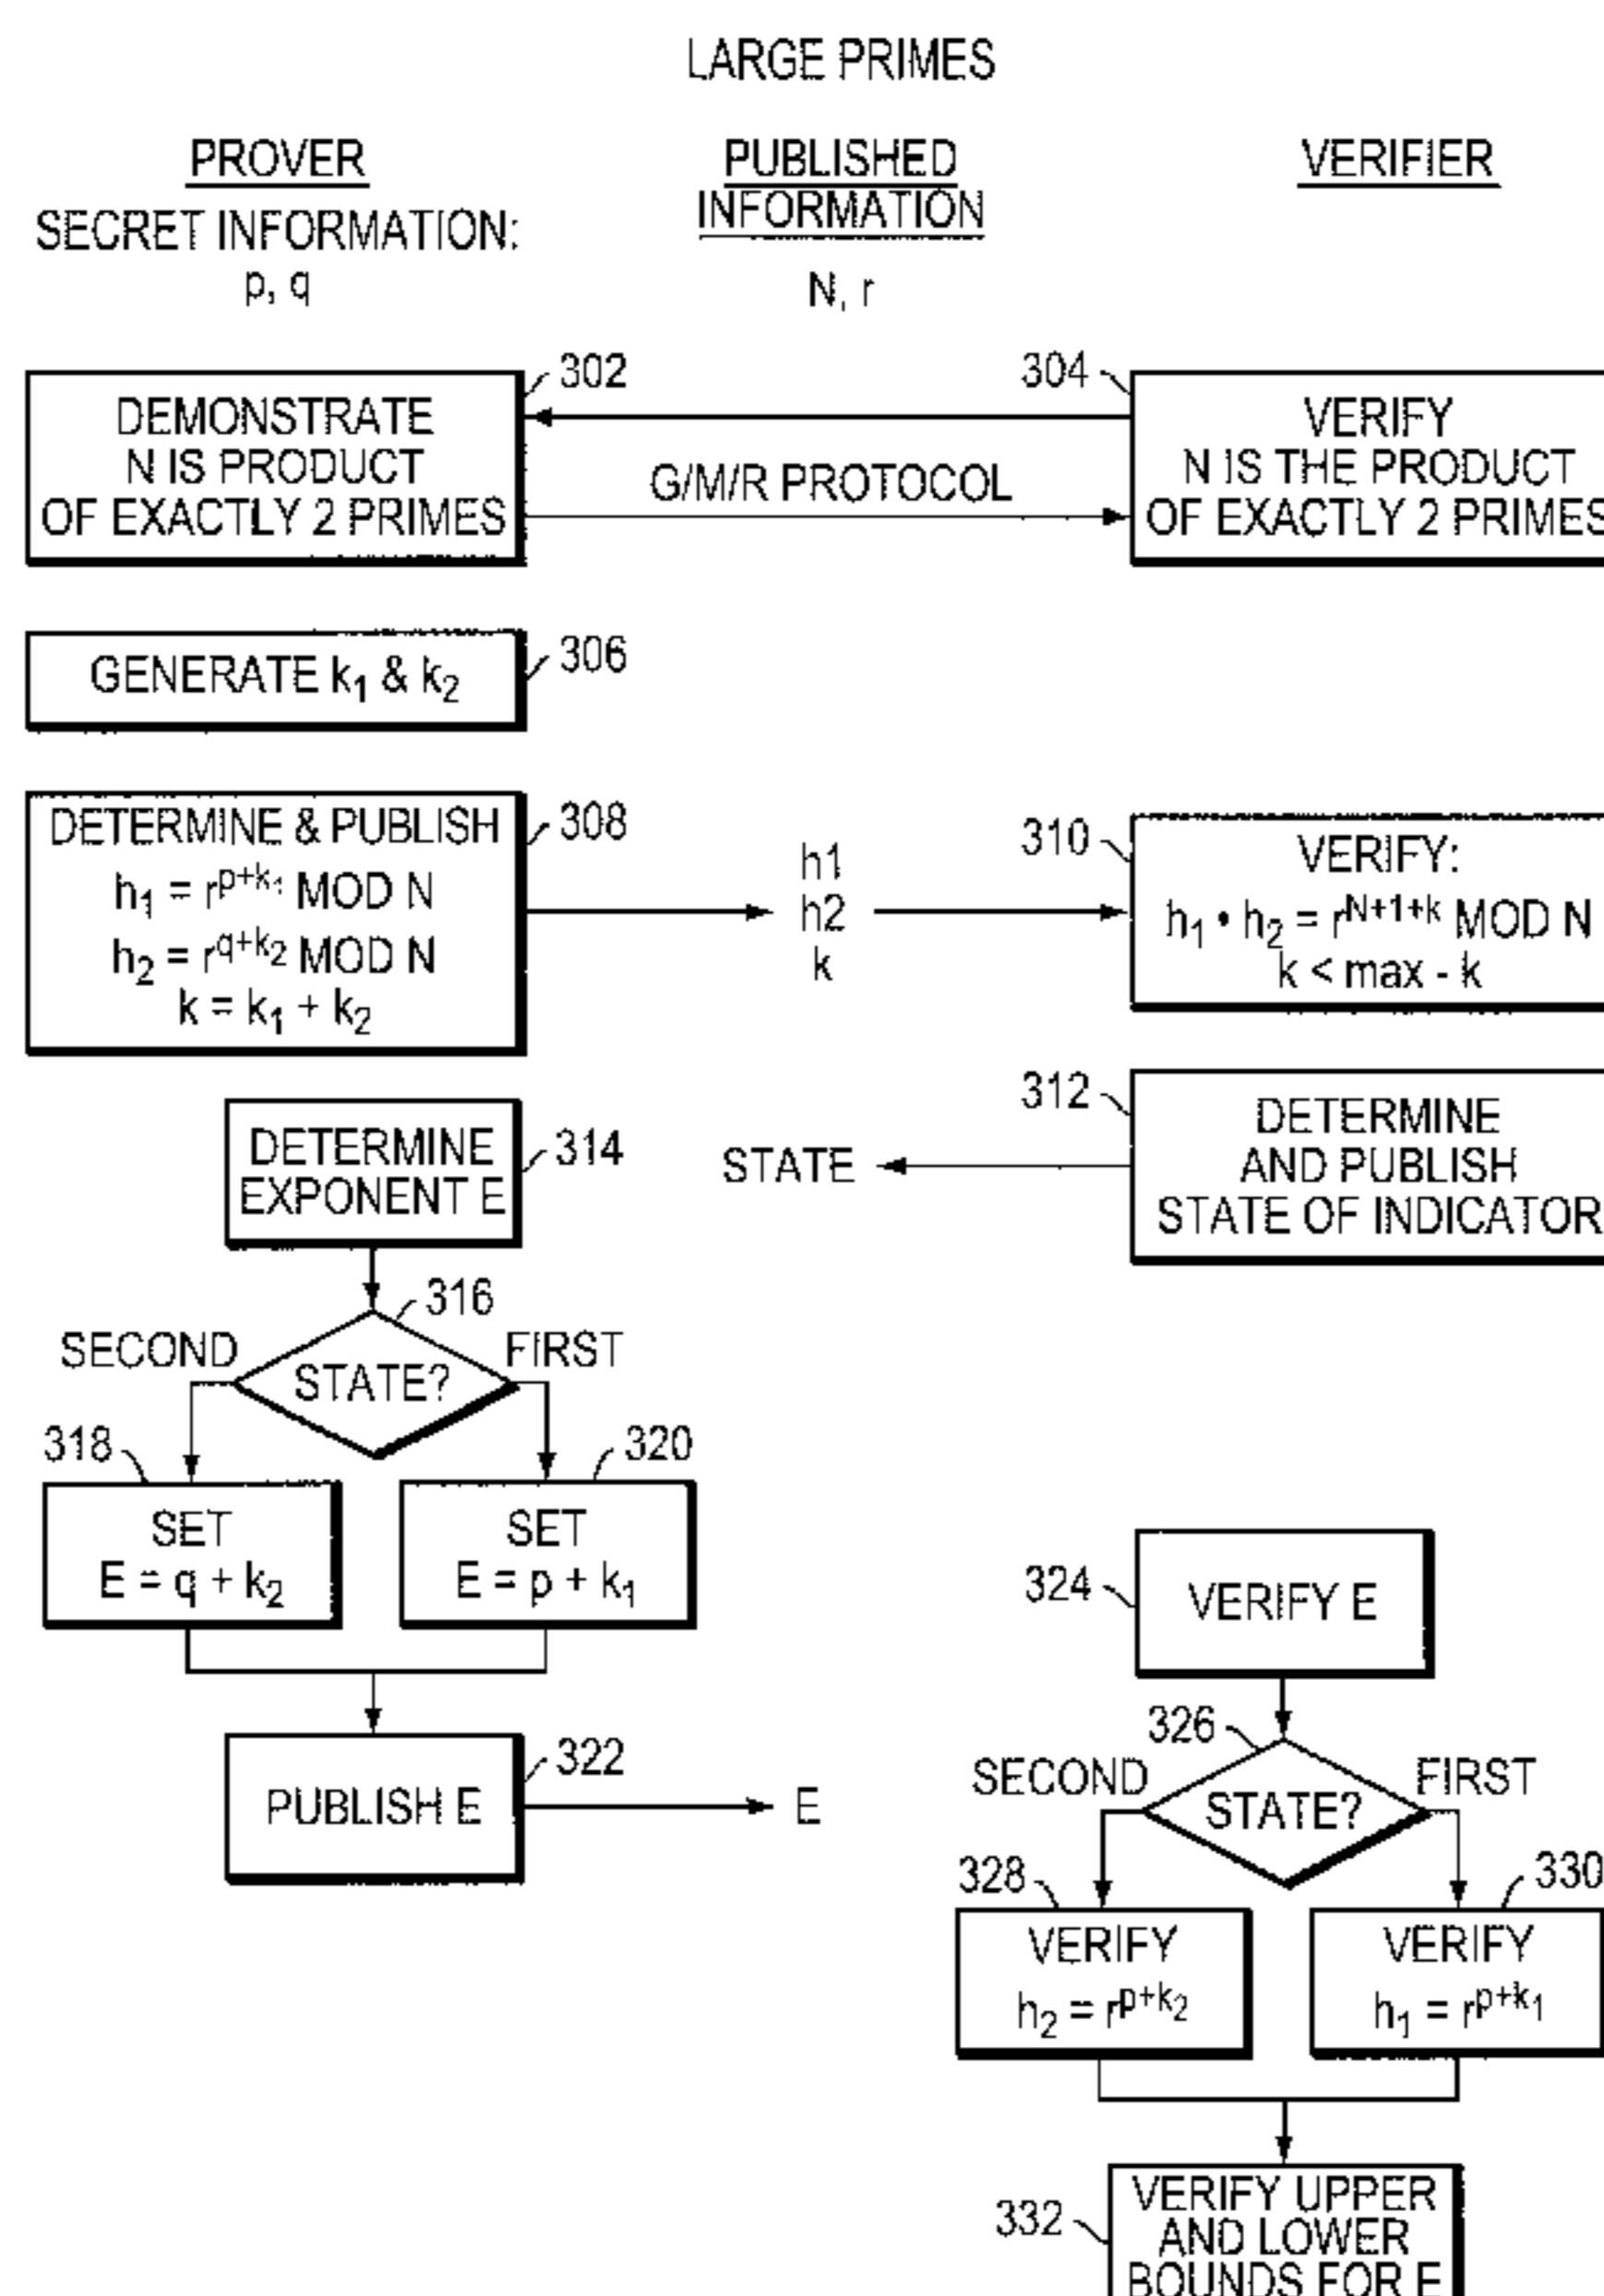 LARGE PRIMES
PROVER
SECRET INFORMATION:
p, q
PUBLISHED
INFORMATION
N, r
VERIFIER
302
DEMONSTRATE
N IS PRODUCT
OF EXACTLY 2 PRIMES
G/M/R PROTOCOL
304
VERIFY
N IS THE PRODUCT
OF EXACTLY 2 PRIMES
GENERATE k₁ & k₂
306
DETERMINE & PUBLISH
h₁ = r^{p+k₁} MOD N
h₂ = r^{q+k₂} MOD N
k = k₁ + k₂
308
h1
h2
k
310
VERIFY:
h₁ • h₂ = r^{N+1+k} MOD N
k < max - k
312
DETERMINE
AND PUBLISH
STATE OF INDICATOR
STATE
DETERMINE
EXPONENT E
314
316
SECOND
STATE?
FIRST
318
SET
E = q + k₂
320
SET
E = p + k₁
PUBLISH E
322
E
324
VERIFY E
326
SECOND
STATE?
FIRST
328
VERIFY
h₂ = r^{p+k₂}
330
VERIFY
h₁ = r^{p+k₁}
332
VERIFY UPPER
AND LOWER
BOUNDS FOR E